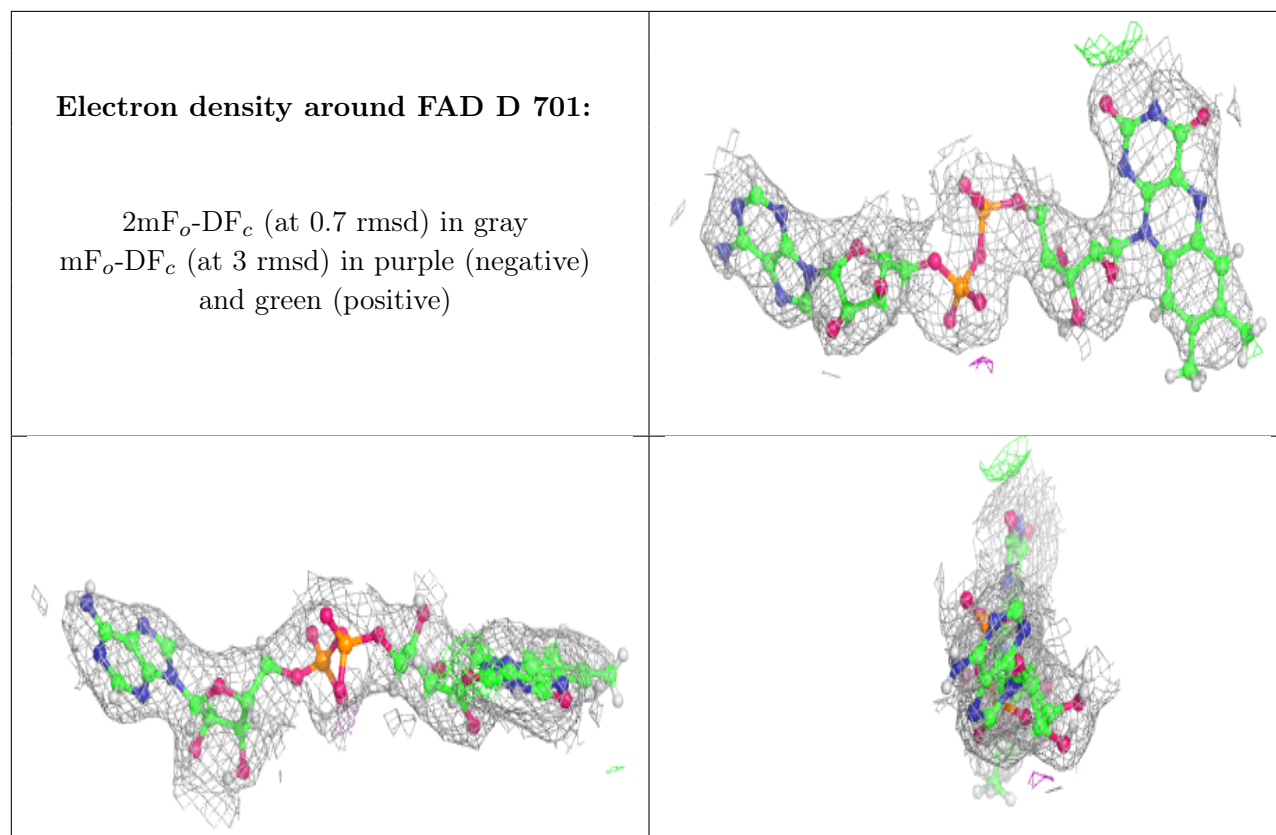 Electron density around FAD D 701:
2mFo-DFc (at 0.7 rmsd) in gray
mFo-DFc (at 3 rmsd) in purple (negative)
and green (positive)